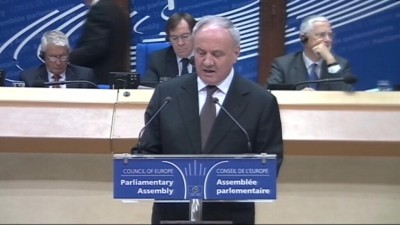 COUNCIL OF EUROPE
Parliamentary
Assembly
CONSEIL DE L'EUROPE
Assemblée
parlementaire